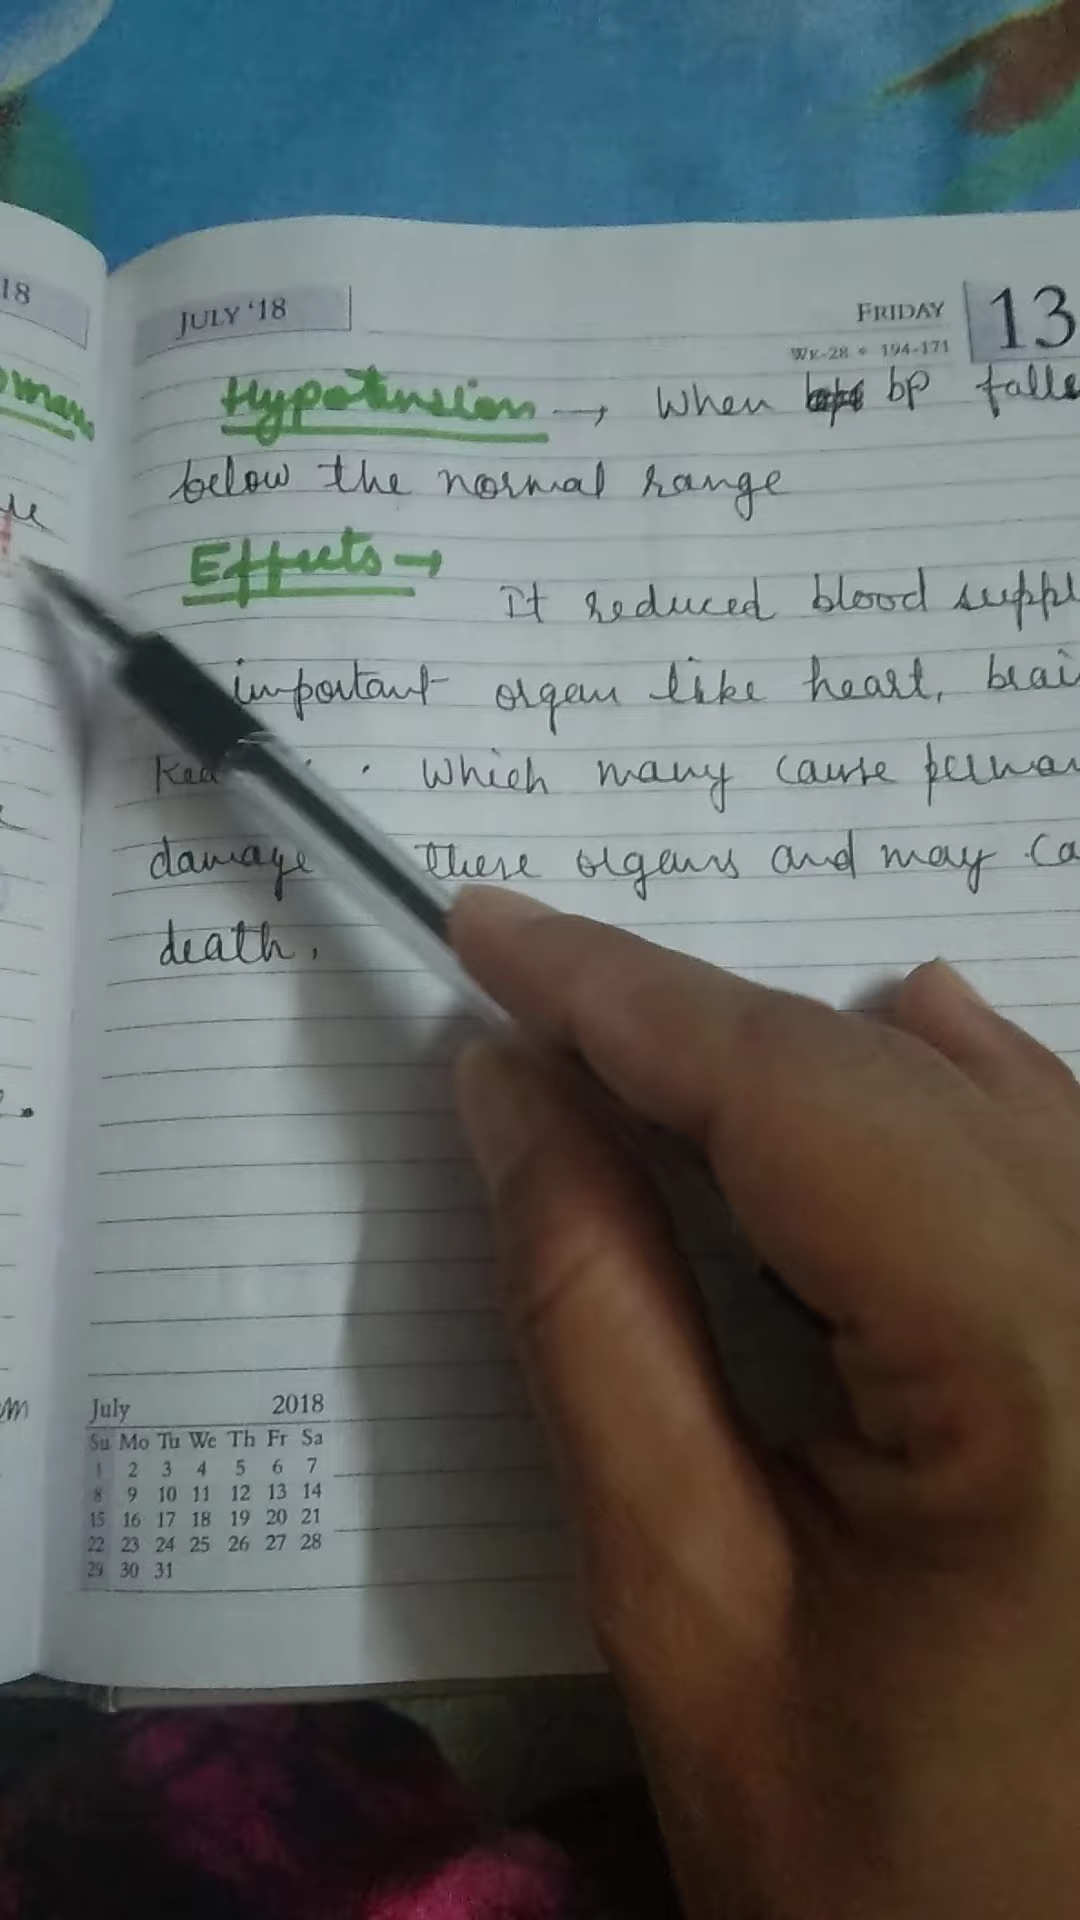 18
JULY '18
FRIDAY 13
WK-28 • 194-171
Hypotension → When bp falls
below the normal range
Effects →
It reduced blood suppl
important organ like heart, brai
which many cause perman
damage these organs and may ca
death.
July 2018
Su Mo Tu We Th Fr Sa
1 2 3 4 5 6 7
8 9 10 11 12 13 14
15 16 17 18 19 20 21
22 23 24 25 26 27 28
29 30 31